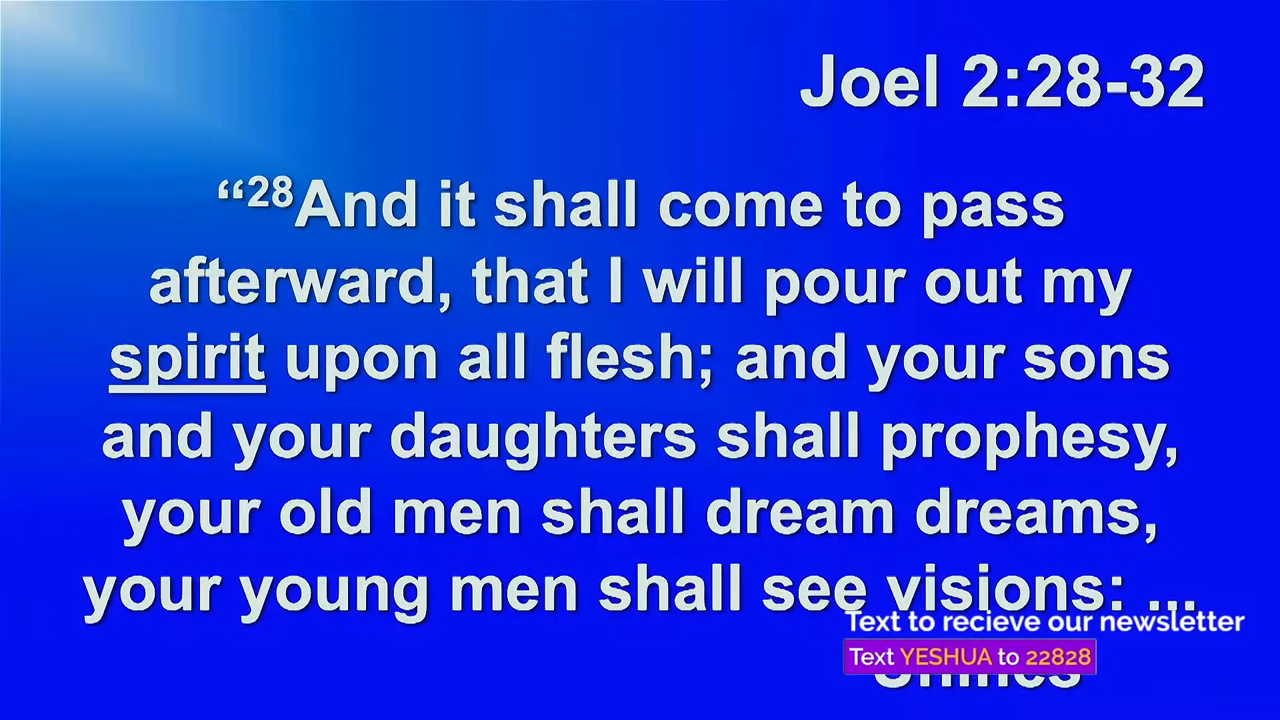 Joel 2:28-32
“28And it shall come to pass
afterward, that I will pour out my
spirit upon all flesh; and your sons
and your daughters shall prophesy,
your old men shall dream dreams,
your young men shall see visions: ...
Text to recieve our newsletter
Text YESHUA to 22828